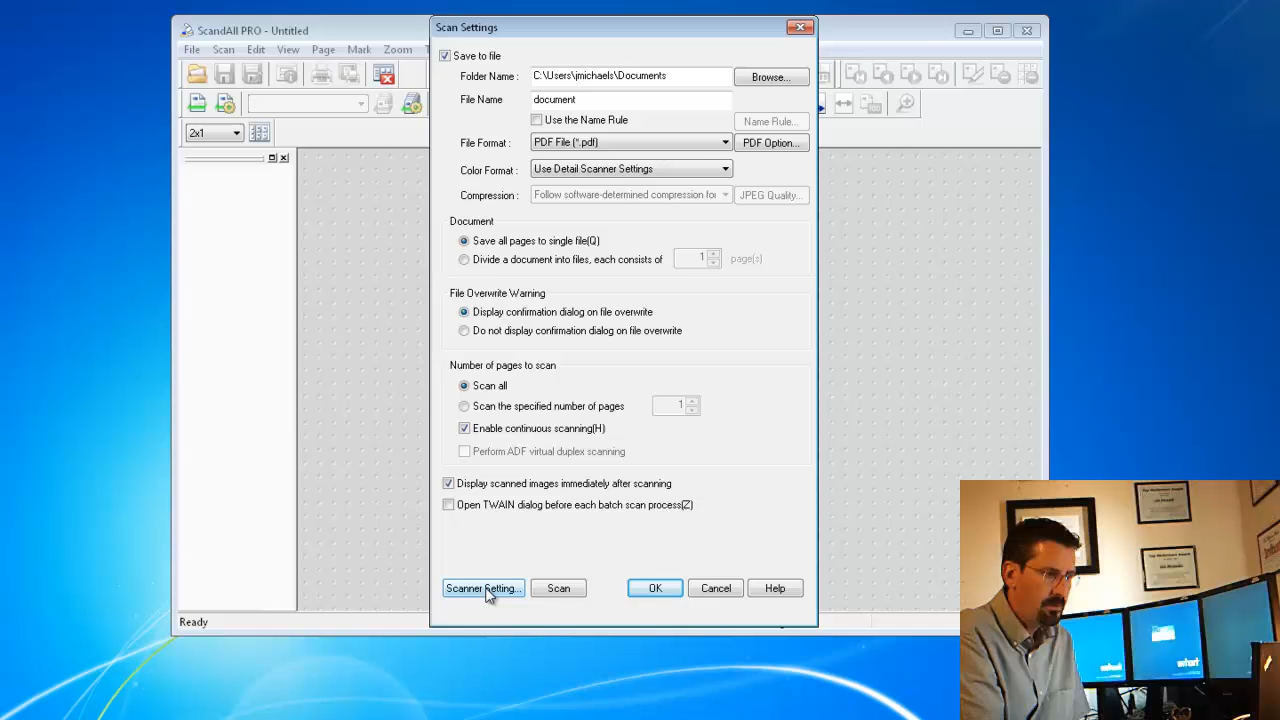 ScandAll PRO - Untitled
Scan Settings
File Scan Edit View Page Mark Zoom
Save to file
Folder Name : C:\Users\jmichaels\Documents Browse...
File Name document
Use the Name Rule Name Rule...
2x1
File Format : PDF File (*.pdf) PDF Option...
Color Format : Use Detail Scanner Settings
Compression : Follow software-determined compression for JPEG Quality...
Document
Save all pages to single file(Q)
Divide a document into files, each consists of 1 page(s)
File Overwrite Warning
Display confirmation dialog on file overwrite
Do not display confirmation dialog on file overwrite
Number of pages to scan
Scan all
Scan the specified number of pages 1
Enable continuous scanning(H)
Perform ADF virtual duplex scanning
Display scanned images immediately after scanning
Open TWAIN dialog before each batch scan process(Z)
Scanner Setting... Scan OK Cancel Help
Ready